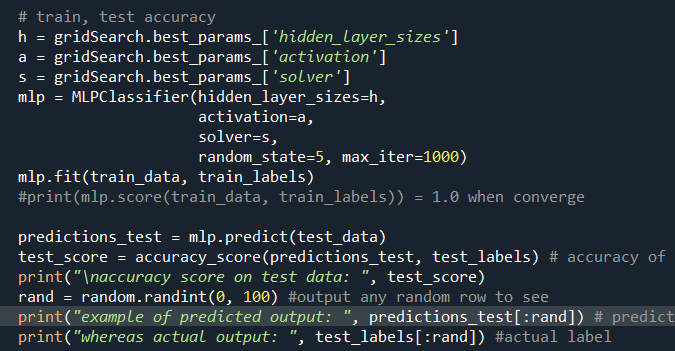 # train, test accuracy
h = gridSearch.best_params_['hidden_layer_sizes']
a = gridSearch.best_params_['activation']
s = gridSearch.best_params_['solver']
mlp = MLPClassifier(hidden_layer_sizes=h,
activation=a,
solver=s,
random_state=5, max_iter=1000)
mlp.fit(train_data, train_labels)
#print(mlp.score(train_data, train_labels)) = 1.0 when converge
predictions_test = mlp.predict(test_data)
test_score = accuracy_score(predictions_test, test_labels) # accuracy of
print("\naccuracy score on test data: ", test_score)
rand = random.randint(0, 100) #output any random row to see
print("example of predicted output: ", predictions_test[:rand]) # predict
print("whereas actual output: ", test_labels[:rand]) #actual label